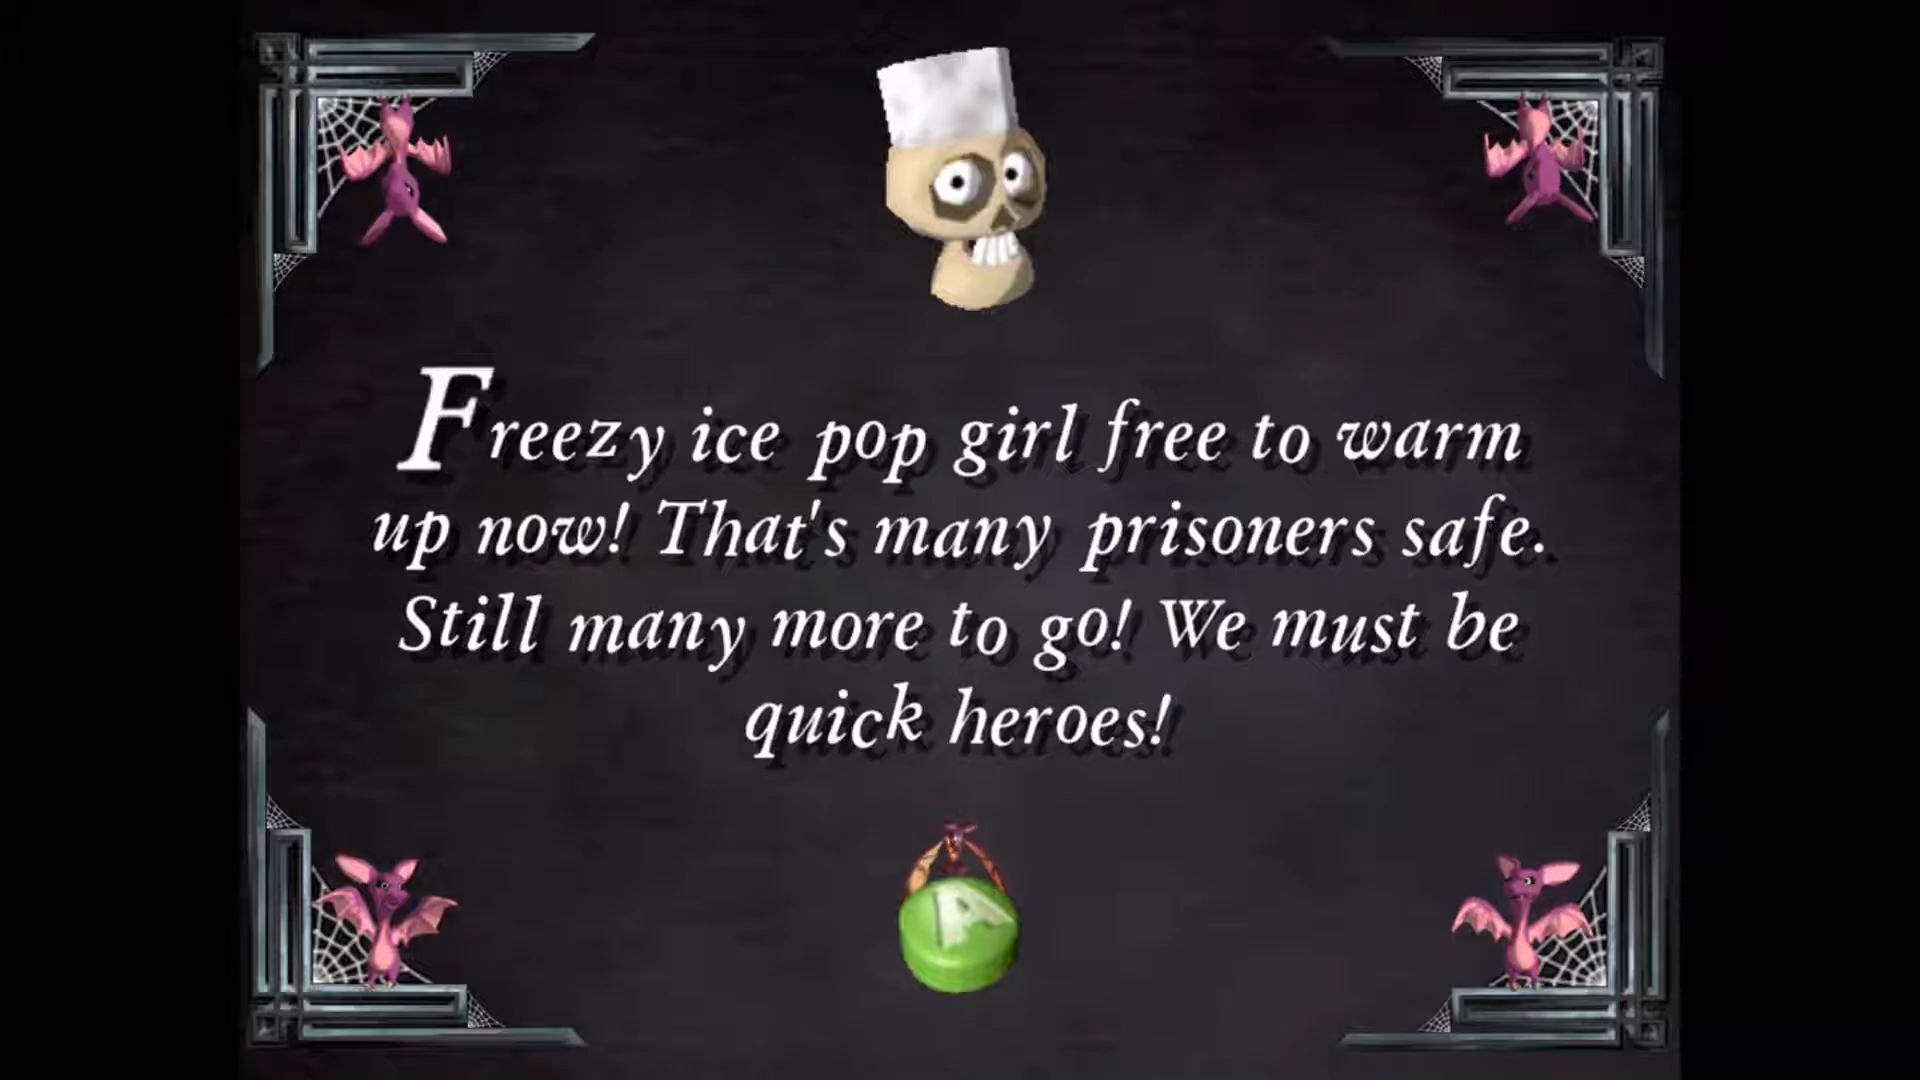 Freezy ice pop girl free to warm
up now! That's many prisoners safe.
Still many more to go! We must be
quick heroes!
A